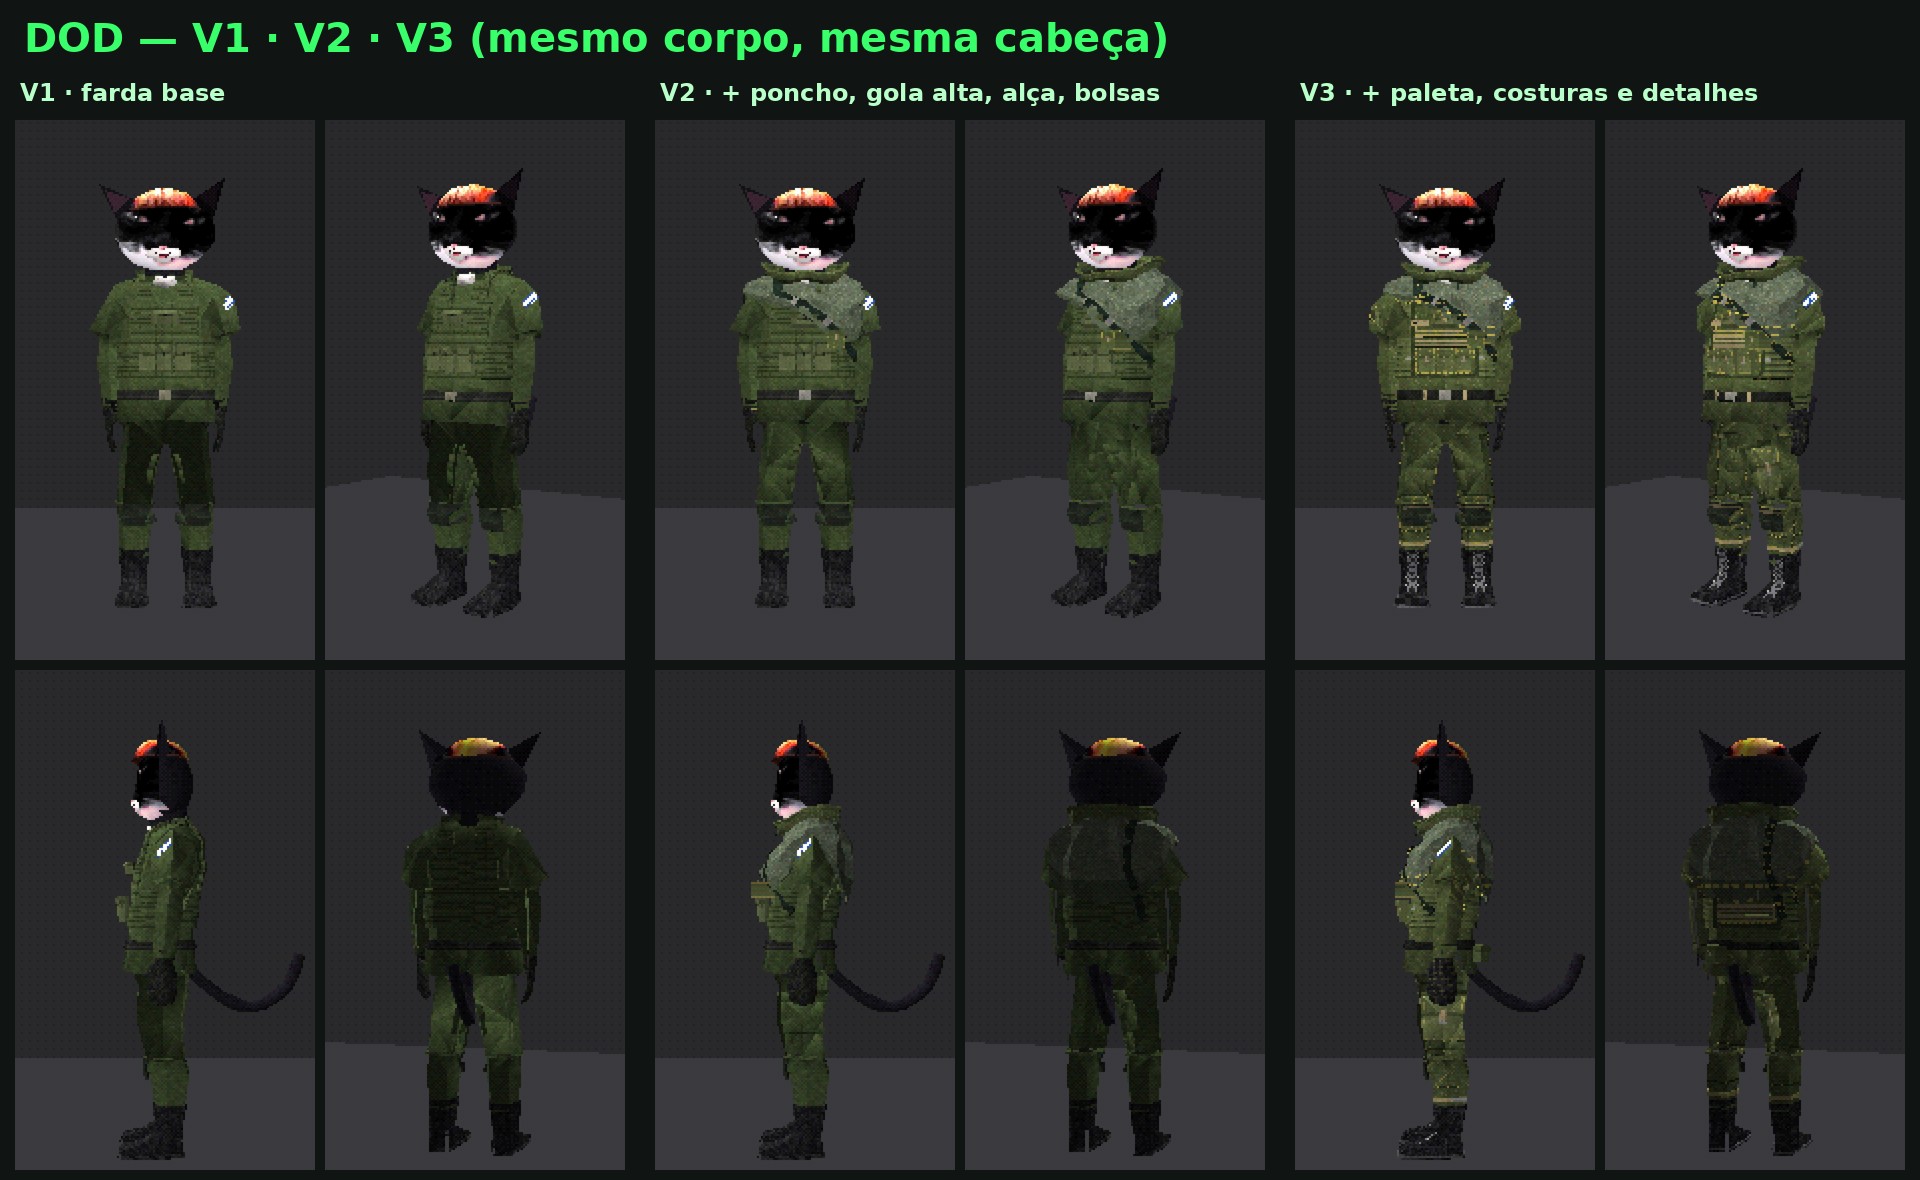 DOD — V1 · V2 · V3 (mesmo corpo, mesma cabeça)
V1 · farda base
V2 · + poncho, gola alta, alça, bolsas
V3 · + paleta, costuras e detalhes